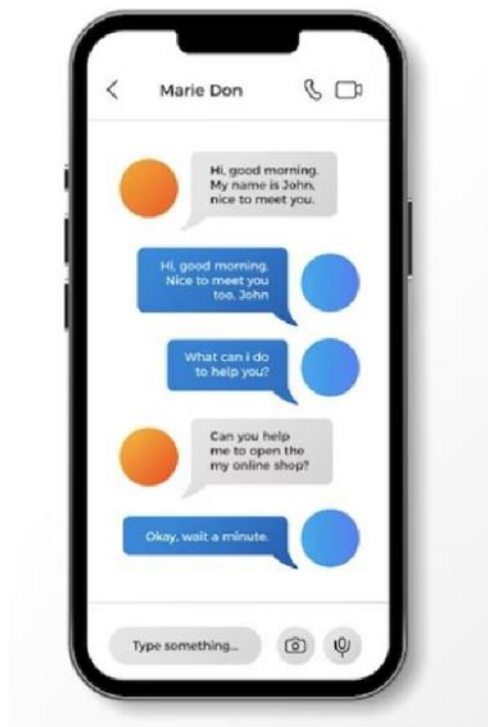 Marie Don
Hi, good morning.
My name is John,
nice to meet you.
Hi, good morning.
Nice to meet you
too, John
What can i do
to help you?
Can you help
me to open the
my online shop?
Okay, wait a minute.
Type something...